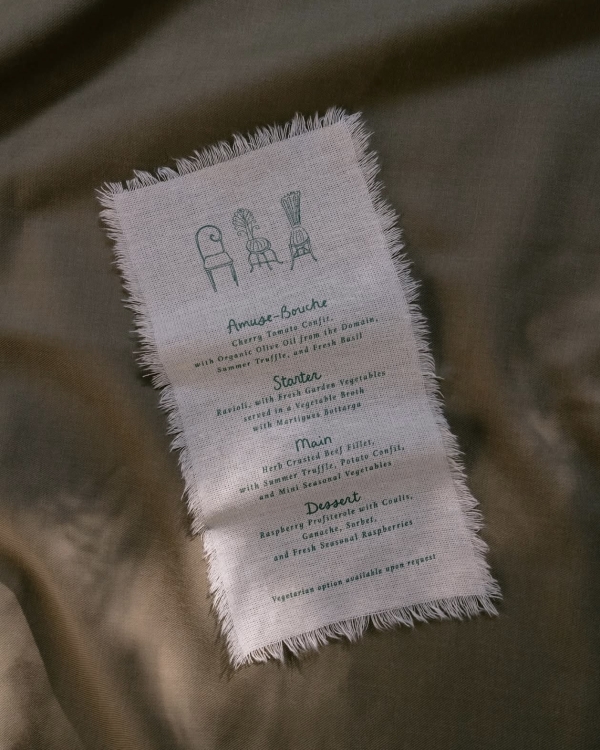 Amuse-Bouche
Cherry Tomato Confit,
with Organic Olive Oil from the Domain,
Summer Truffle, and Fresh Basil
Starter
Ravioli, with Fresh Garden Vegetables
served in a Vegetable Broth
with Martigues Bottarga
Main
Herb Crusted Beef Fillet,
with Summer Truffle, Potato Confit,
and Mini Seasonal Vegetables
Dessert
Raspberry Profsterole with Coulis,
Ganache, Sorbet,
and Fresh Seasonal Raspberries
Vegetarian option available upon request